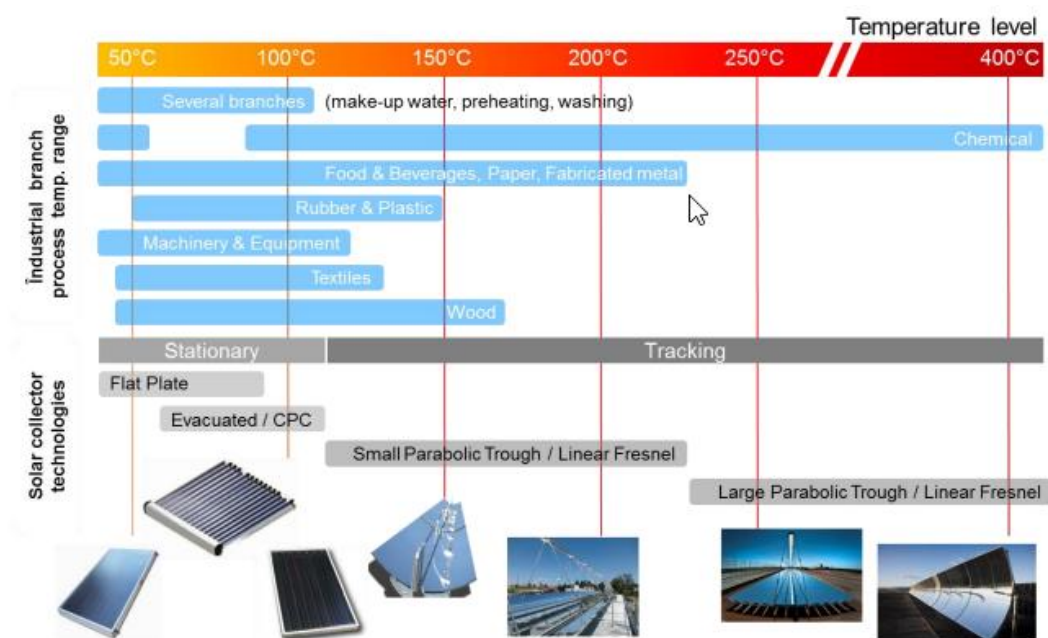 Temperature level
50°C 100°C 150°C 200°C 250°C 400°C
Industrial branch
process temp. range
Several branches (make-up water, preheating, washing)
Chemical
Food & Beverages, Paper, Fabricated metal
Rubber & Plastic
Machinery & Equipment
Textiles
Wood
Solar collector
technologies
Stationary Tracking
Flat Plate
Evacuated / CPC
Small Parabolic Trough / Linear Fresnel
Large Parabolic Trough / Linear Fresnel